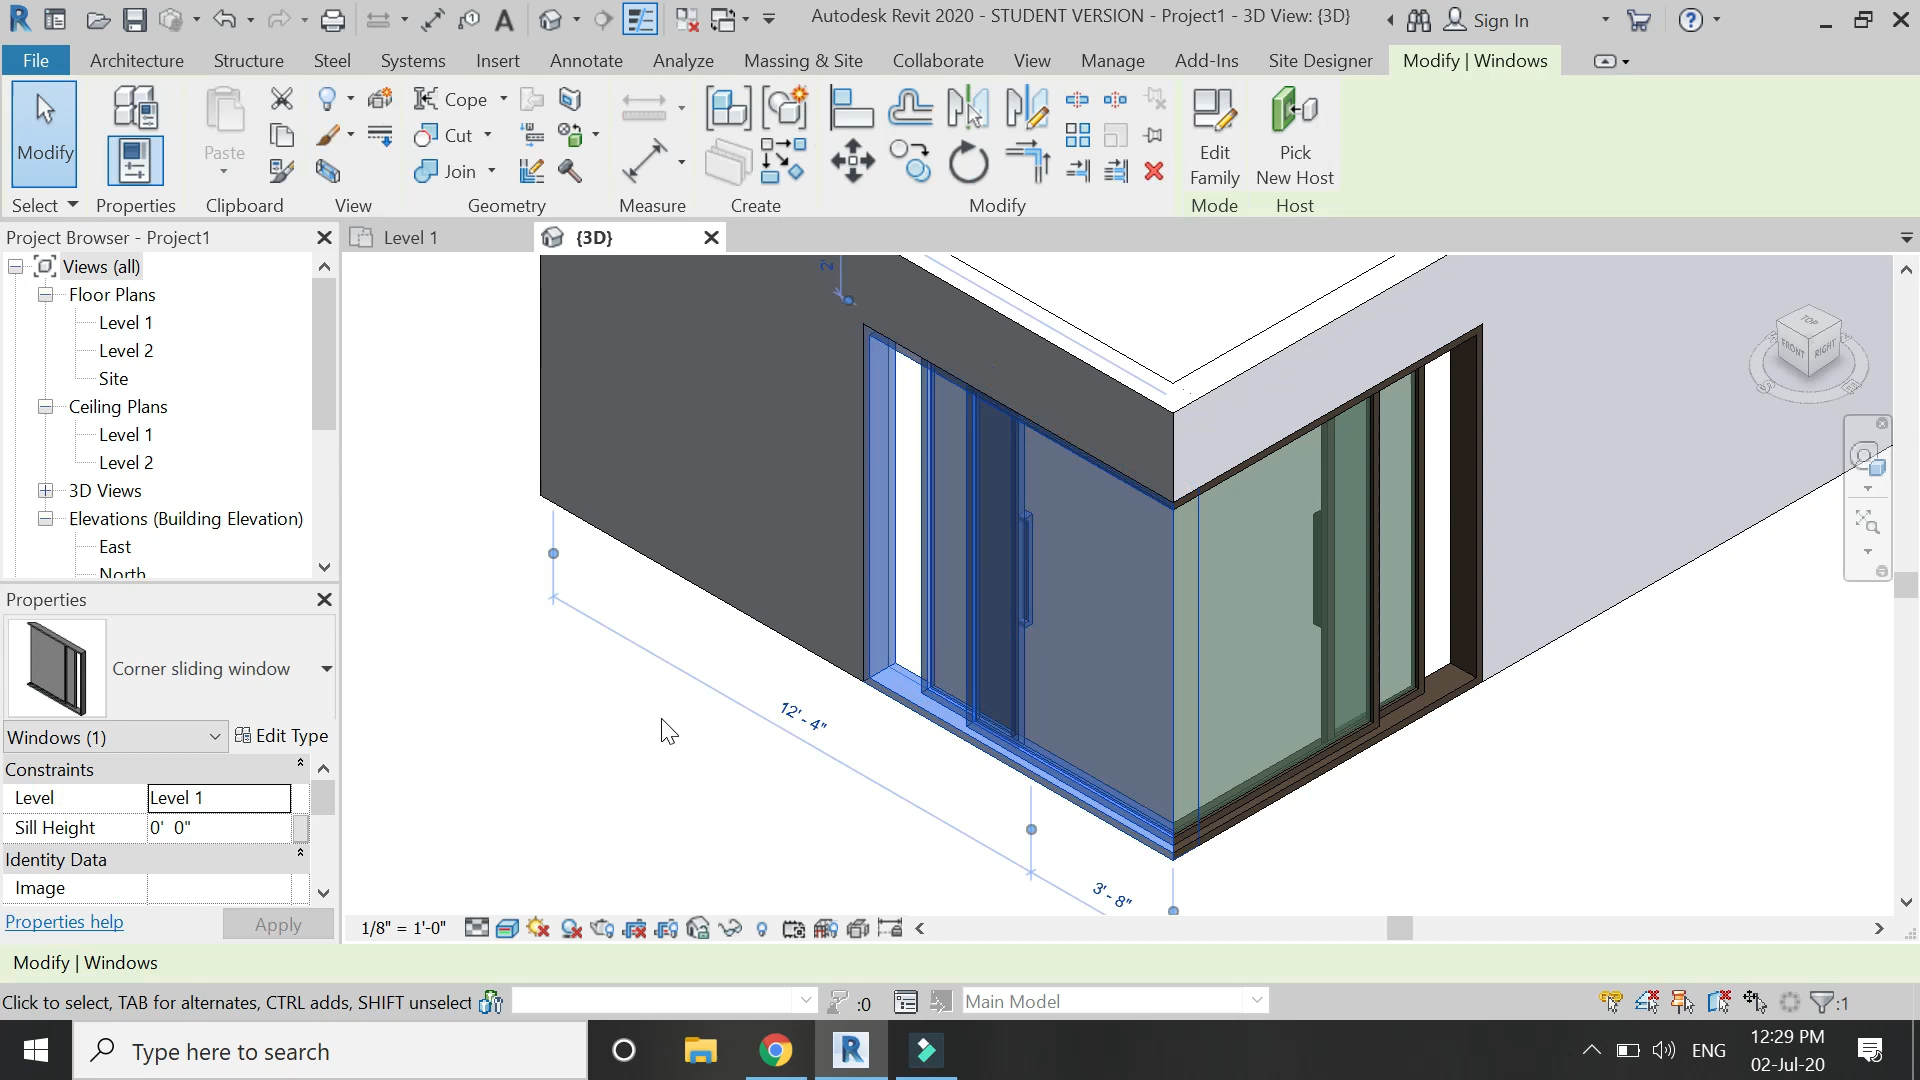 Autodesk Revit 2020 - STUDENT VERSION - Project1 - 3D View: {3D}
Sign In
File Architecture Structure Steel Systems Insert Annotate Analyze Massing & Site Collaborate View Manage Add-Ins Site Designer Modify | Windows
Modify
Paste
Cope
Cut
Join
Edit
Family
Pick
New Host
Select Properties Clipboard View Geometry Measure Create Modify Mode Host
Project Browser - Project1
Level 1
{3D}
Views (all)
Floor Plans
Level 1
Level 2
Site
Ceiling Plans
Level 1
Level 2
3D Views
Elevations (Building Elevation)
East
North
2'
12' - 4"
3' - 8"
TOP
FRONT
RIGHT
S
E
Properties
Corner sliding window
Windows (1)
Edit Type
Constraints
Level
Level 1
Sill Height
0' 0"
Identity Data
Image
Properties help
Apply
1/8" = 1'-0"
Modify | Windows
Click to select, TAB for alternates, CTRL adds, SHIFT unselect
:0
Main Model
:1
Type here to search
ENG
12:29 PM
02-Jul-20